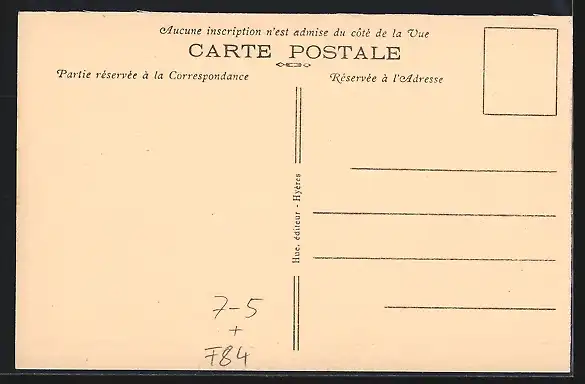 Aucune inscription n'est admise du côté de la Vue
CARTE POSTALE
Partie réservée à la Correspondance
Réservée à l'Adresse
Hue, éditeur - Hyères
7-5
+
F84